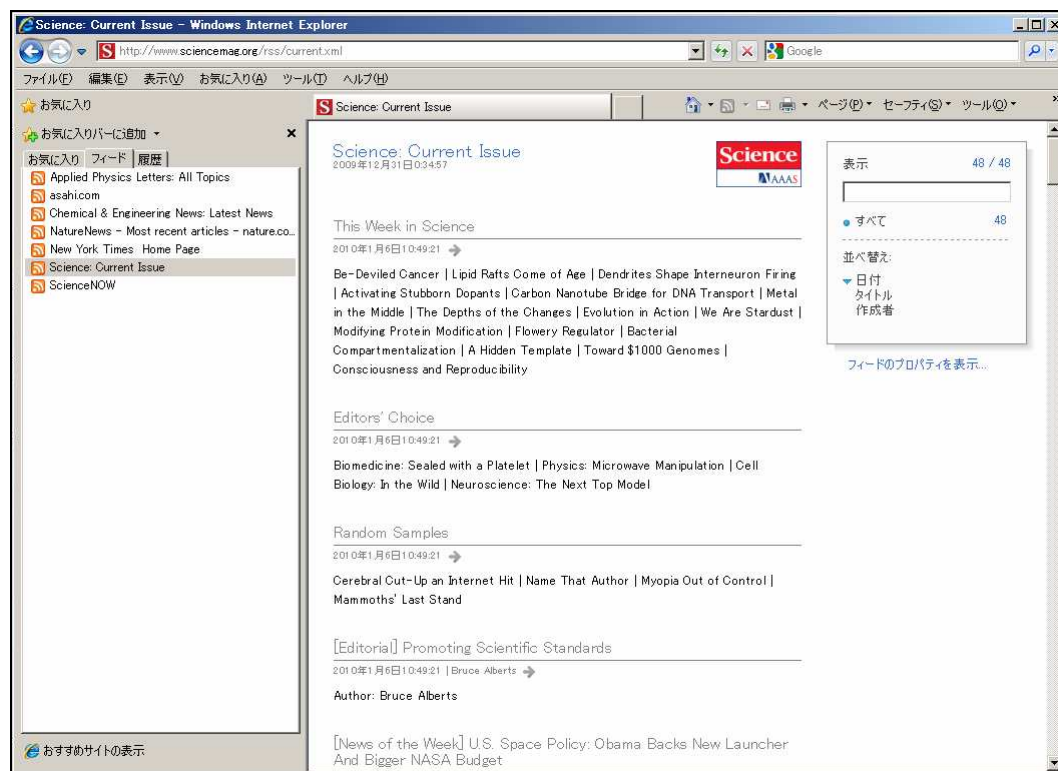 Science: Current Issue - Windows Internet Explorer
http://www.sciencemag.org/rss/current.xml
Google
ファイル(F) 編集(E) 表示(V) お気に入り(A) ツール(T) ヘルプ(H)
お気に入り
Science: Current Issue
ページ(P) セーフティ(S) ツール(O)
お気に入りバーに追加
お気に入り フィード 履歴
Applied Physics Letters: All Topics
asahi.com
Chemical & Engineering News: Latest News
NatureNews - Most recent articles - nature.co...
New York Times Home Page
Science: Current Issue
ScienceNOW
おすすめサイトの表示
Science: Current Issue
2009年12月31日0:34:57
Science
AAAS
This Week in Science
2010年1月6日10:49:21
Be-Deviled Cancer | Lipid Rafts Come of Age | Dendrites Shape Interneuron Firing
| Activating Stubborn Dopants | Carbon Nanotube Bridge for DNA Transport | Metal
in the Middle | The Depths of the Changes | Evolution in Action | We Are Stardust |
Modifying Protein Modification | Flowery Regulator | Bacterial
Compartmentalization | A Hidden Template | Toward $1000 Genomes |
Consciousness and Reproducibility
Editors' Choice
2010年1月6日10:49:21
Biomedicine: Sealed with a Platelet | Physics: Microwave Manipulation | Cell
Biology: In the Wild | Neuroscience: The Next Top Model
Random Samples
2010年1月6日10:49:21
Cerebral Cut-Up an Internet Hit | Name That Author | Myopia Out of Control |
Mammoths' Last Stand
[Editorial] Promoting Scientific Standards
2010年1月6日10:49:21 | Bruce Alberts
Author: Bruce Alberts
[News of the Week] U.S. Space Policy: Obama Backs New Launcher
And Bigger NASA Budget
表示 48 / 48
すべて 48
並べ替え:
日付
タイトル
作成者
フィードのプロパティを表示...